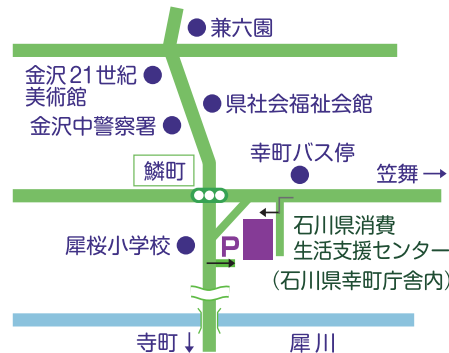 兼六園
金沢21世紀
美術館
県社会福祉会館
金沢中警察署
幸町バス停
鱗町
笠舞
石川県消費
生活支援センター
(石川県幸町庁舎内)
犀桜小学校
P
寺町
犀川